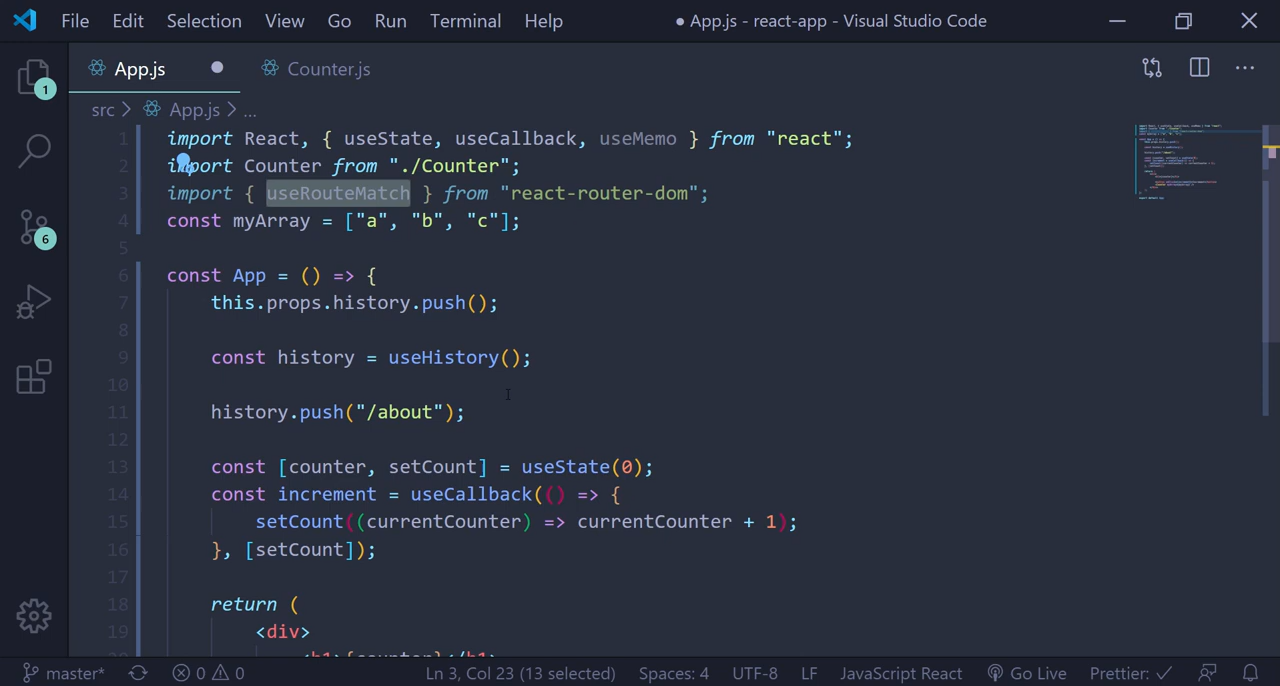 File Edit Selection View Go Run Terminal Help ● App.js - react-app - Visual Studio Code
App.js ● Counter.js
src > App.js > ...
1 import React, { useState, useCallback, useMemo } from "react";
2 import Counter from "./Counter";
3 import { useRouteMatch } from "react-router-dom";
4 const myArray = ["a", "b", "c"];
5
6 const App = () => {
7 this.props.history.push();
8
9 const history = useHistory();
10
11 history.push("/about");
12
13 const [counter, setCount] = useState(0);
14 const increment = useCallback(() => {
15 setCount((currentCounter) => currentCounter + 1);
16 }, [setCount]);
17
18 return (
19 <div>
<h1>{counter}</h1>
1
6
master* 0 0 Ln 3, Col 23 (13 selected) Spaces: 4 UTF-8 LF JavaScript React Go Live Prettier: ✓